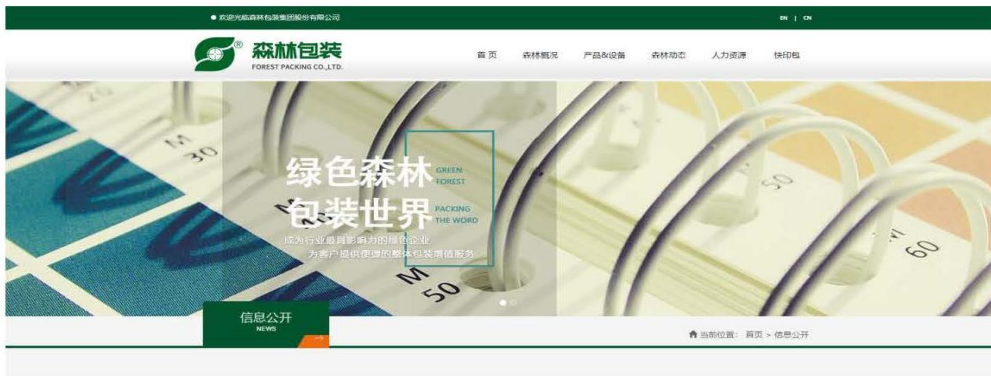 ● 欢迎光临森林包装集团股份有限公司
EN | CN
®
森林包装
FOREST PACKING CO.,LTD.
首 页 森林概况 产品&设备 森林动态 人力资源 快印包
绿色森林
GREEN
FOREST
包装世界
PACKING
THE WORD
成为行业最具影响力的绿色企业
为客户提供便捷的整体包装增值服务
M
30
M
M
50
50
60
信息公开
NEWS
→
当前位置: 首页 > 信息公开